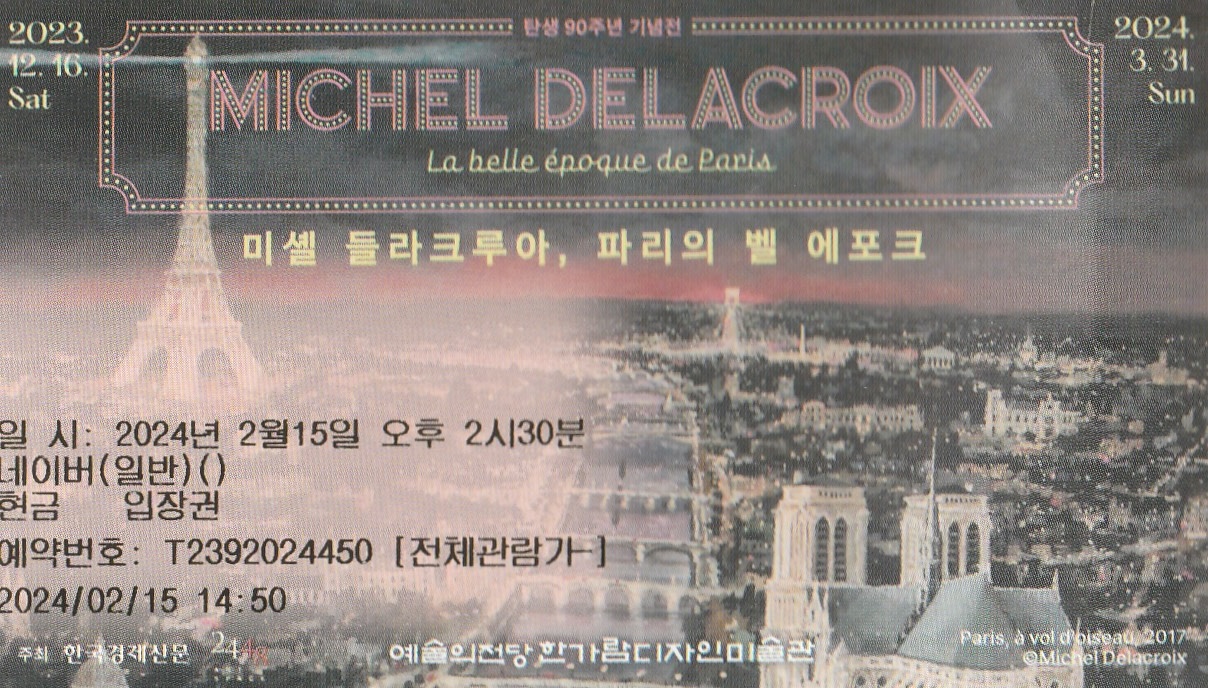 2023.
12. 16.
Sat
탄생 90주년 기념전
MICHEL DELACROIX
La belle époque de Paris
2024.
3. 31.
Sun
미셸 들라크루아, 파리의 벨 에포크
일 시: 2024년 2월15일 오후 2시30분
네이버(일반)()
현금 입장권
예약번호: T2392024450 [전체관람가]
2024/02/15 14:50
주최 한국경제신문
예술의전당 한가람디자인미술관
Paris, à vol d'oiseau, 2017
©Michel Delacroix